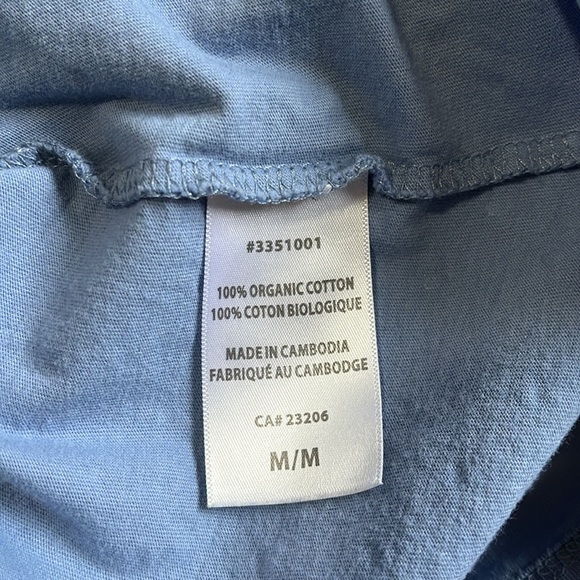 #3351001
100% ORGANIC COTTON
100% COTON BIOLOGIQUE
MADE IN CAMBODIA
FABRIQUÉ AU CAMBODGE
CA# 23206
M/M